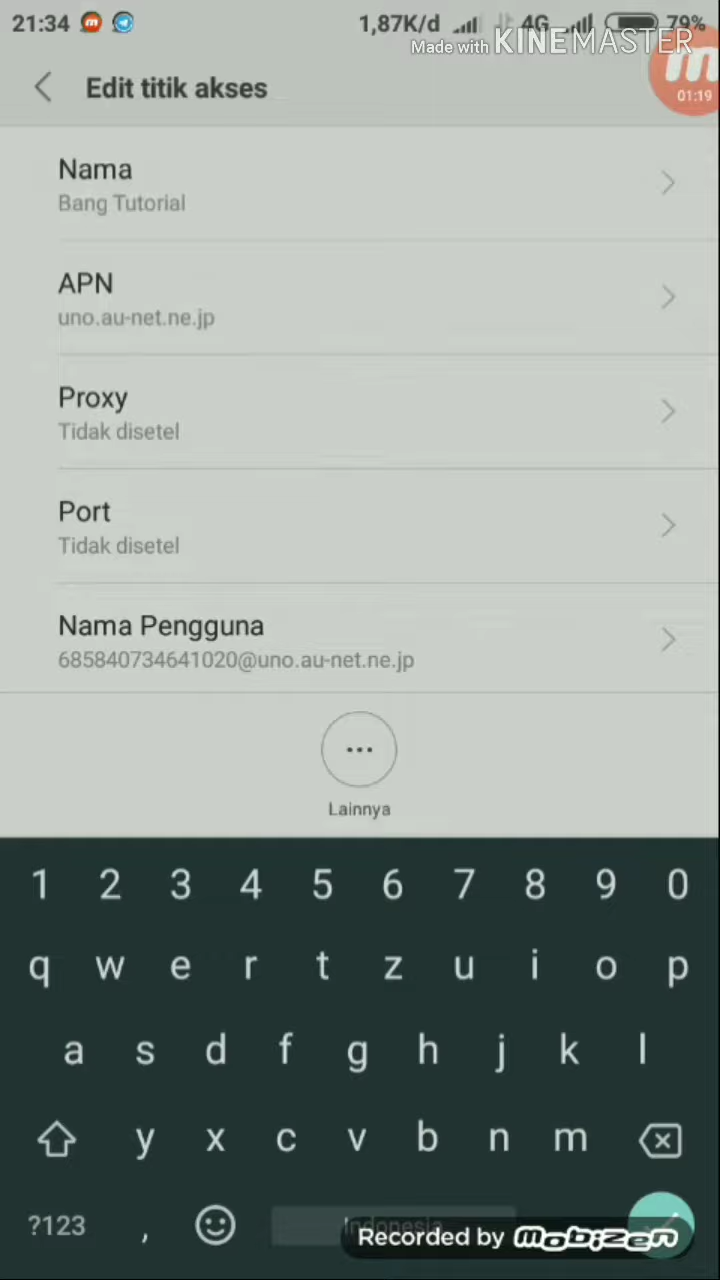 21:34 1,87K/d 4G 79%
Made with KINEMASTER
Edit titik akses
01:19
Nama
Bang Tutorial
APN
uno.au-net.ne.jp
Proxy
Tidak disetel
Port
Tidak disetel
Nama Pengguna
685840734641020@uno.au-net.ne.jp
Lainnya
1 2 3 4 5 6 7 8 9 0
q w e r t z u i o p
a s d f g h j k l
y x c v b n m
?123 , Indonesia
Recorded by mobizen